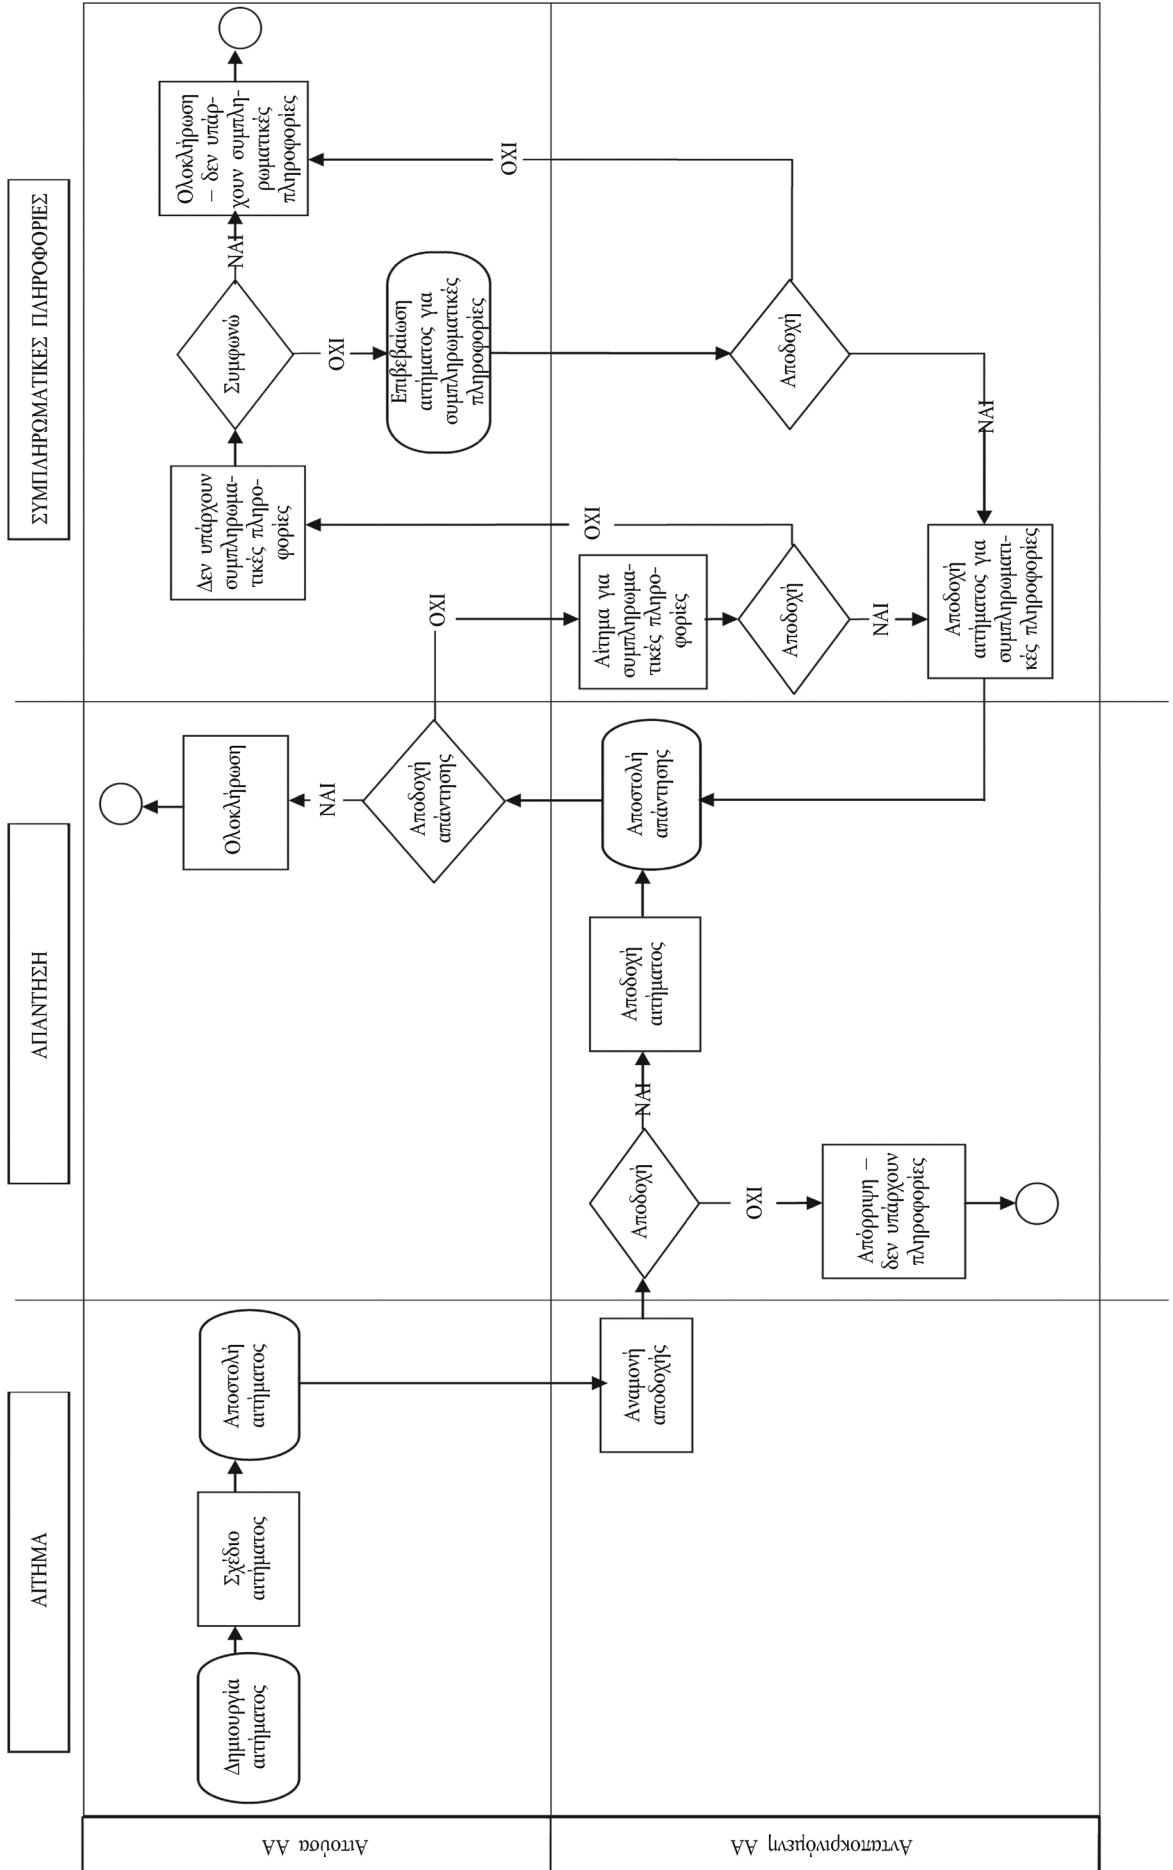 ΑΙΤΗΜΑ
ΑΠΑΝΤΗΣΗ
ΣΥΜΠΛΗΡΩΜΑΤΙΚΕΣ ΠΛΗΡΟΦΟΡΙΕΣ
Αιτούσα ΑΑ
Δημιουργία
αιτήματος
Σχέδιο
αιτήματος
Αποστολή
αιτήματος
Ολοκλήρωση
ΝΑΙ
Αποδοχή
απάντησης
ΟΧΙ
Δεν υπάρχουν
συμπληρωμα-
τικές πληρο-
φορίες
Συμφωνώ
ΝΑΙ
ΟΧΙ
Ολοκλήρωση
– δεν υπάρ-
χουν συμπλη-
ρωματικές
πληροφορίες
Επιβεβαίωση
αιτήματος για
συμπληρωματικές
πληροφορίες
ΟΧΙ
ΟΧΙ
Ανταποκρινόμενη ΑΑ
Αναμονή
αποδοχής
Αποδοχή
ΝΑΙ
ΟΧΙ
Απόρριψη –
δεν υπάρχουν
πληροφορίες
Αποδοχή
αιτήματος
Αποστολή
απάντησης
Αίτημα για
συμπληρωμα-
τικές πληρο-
φορίες
Αποδοχή
ΝΑΙ
Αποδοχή
αιτήματος για
συμπληρωματι-
κές πληροφορίες
Αποδοχή
ΝΑΙ